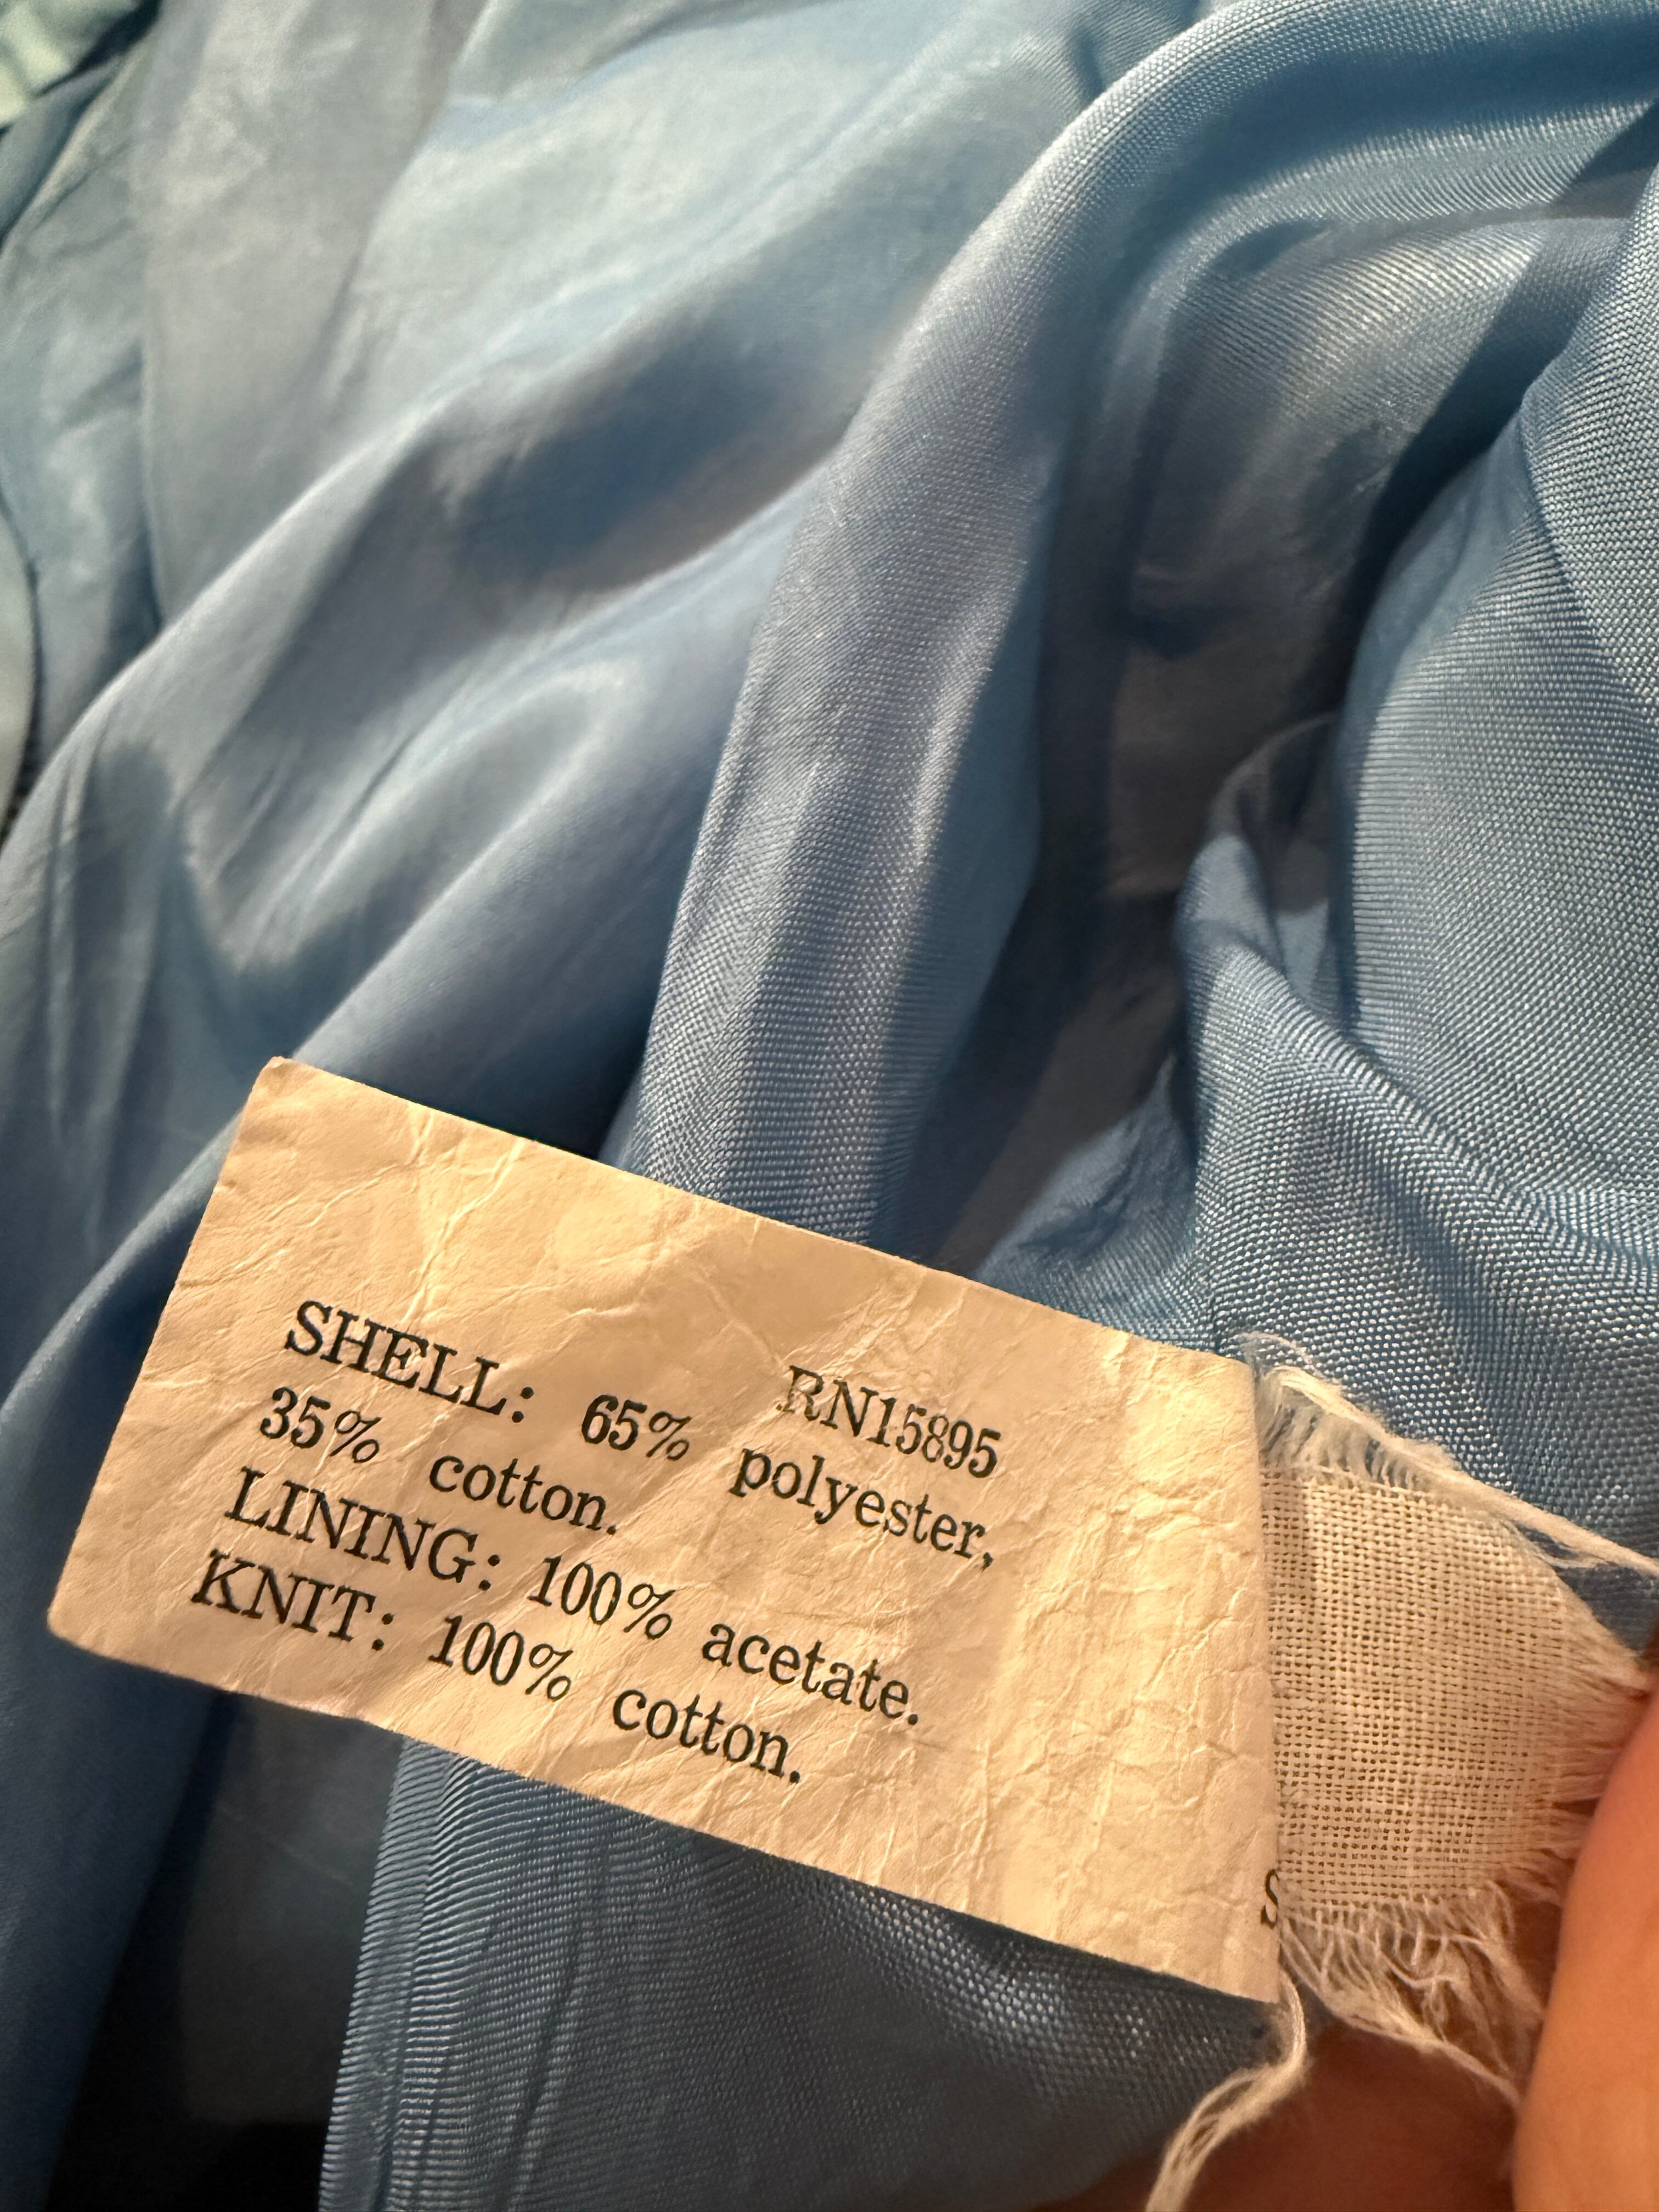 RN15895
SHELL: 65% polyester,
35% cotton.
LINING: 100% acetate.
KNIT: 100% cotton.
S